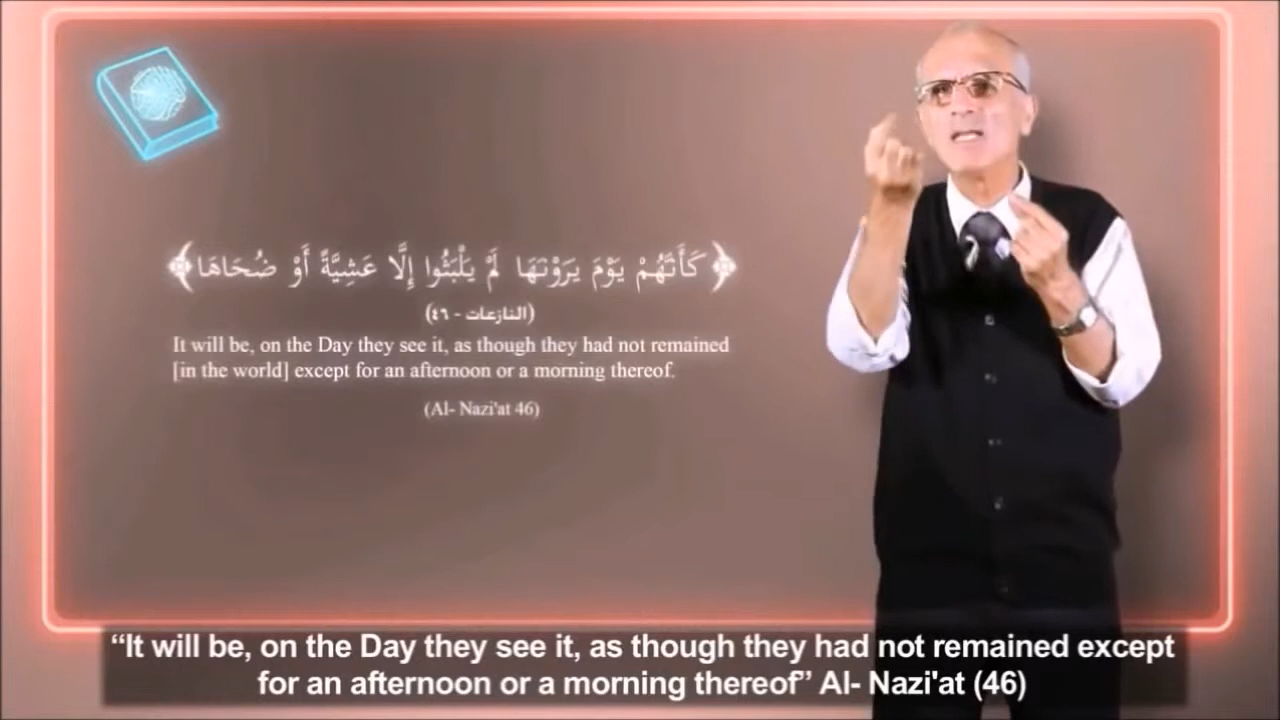 ﴿كَأَنَّهُمْ يَوْمَ يَرَوْنَهَا لَمْ يَلْبَثُوا إِلَّا عَشِيَّةً أَوْ ضُحَاهَا﴾
(النازعات - ٤٦)
It will be, on the Day they see it, as though they had not remained
[in the world] except for an afternoon or a morning thereof.
(Al- Nazi'at 46)
“It will be, on the Day they see it, as though they had not remained except
for an afternoon or a morning thereof” Al- Nazi'at (46)